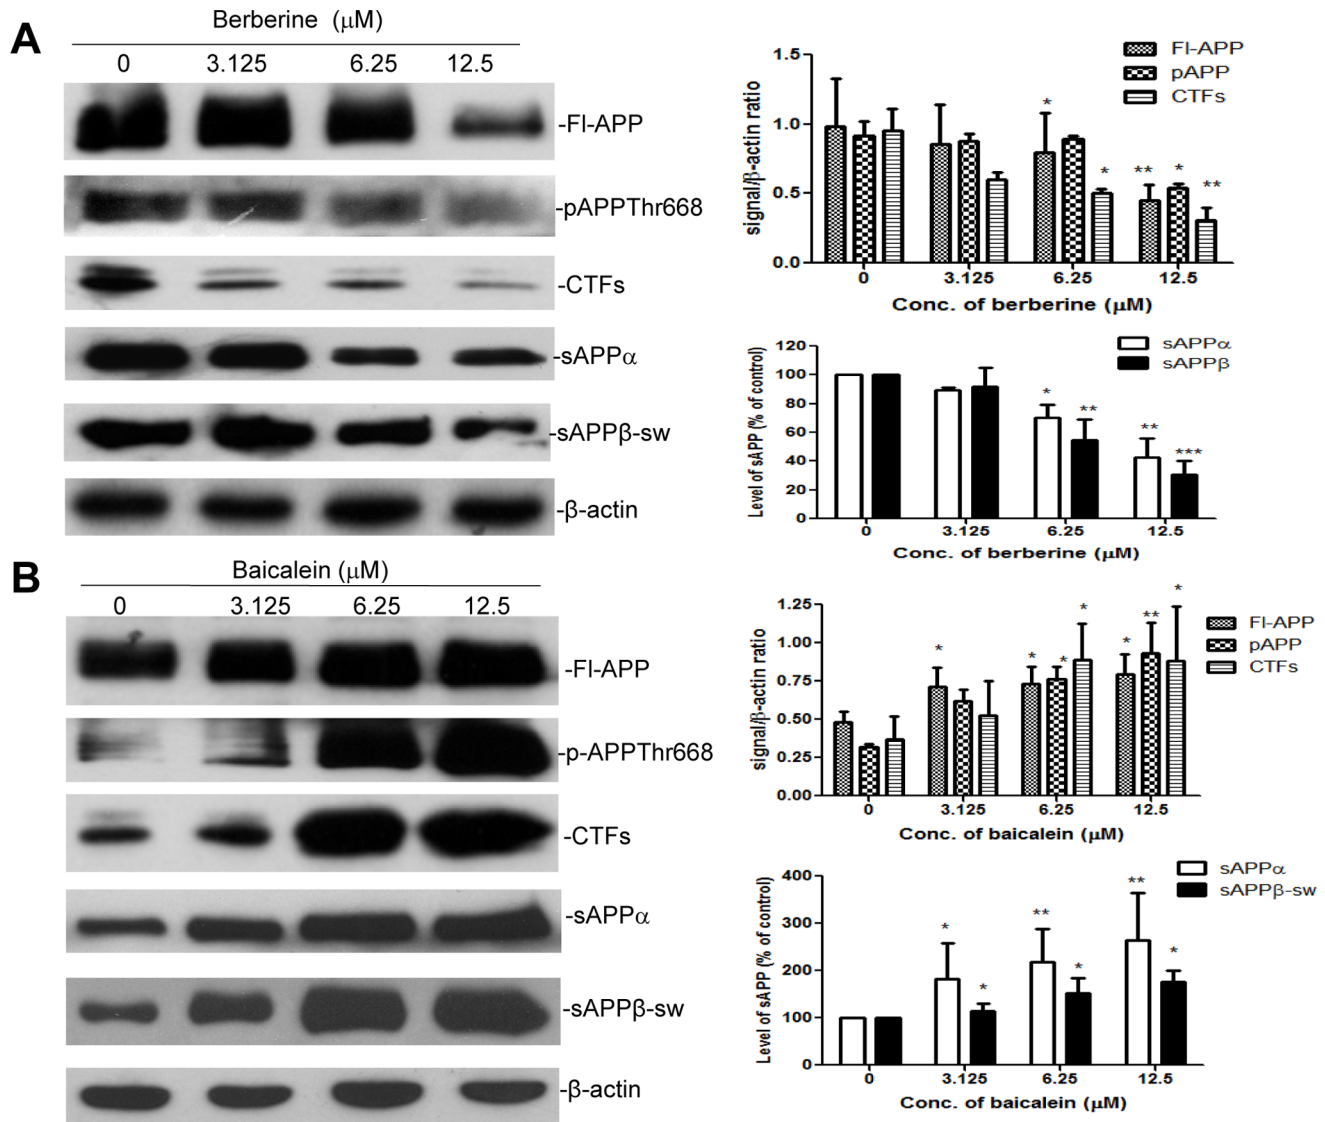 A
Berberine (μM)
0 3.125 6.25 12.5
-Fl-APP
-pAPPThr668
-CTFs
-sAPPα
-sAPPβ-sw
-β-actin
signal/β-actin ratio
1.5
1.0
0.5
0.0
Fl-APP
pAPP
CTFs
* * ** * **
0 3.125 6.25 12.5
Conc. of berberine (μM)
Level of sAPP (% of control)
120
100
80
60
40
20
0
sAPPα
sAPPβ
* ** ** ***
0 3.125 6.25 12.5
Conc. of berberine (μM)
B
Baicalein (μM)
0 3.125 6.25 12.5
-Fl-APP
-p-APPThr668
-CTFs
-sAPPα
-sAPPβ-sw
-β-actin
signal/β-actin ratio
1.25
1.00
0.75
0.50
0.25
0.00
Fl-APP
pAPP
CTFs
* * * * * ** *
0 3.125 6.25 12.5
Conc. of baicalein (μM)
Level of sAPP (% of control)
400
300
200
100
0
sAPPα
sAPPβ-sw
* * ** * ** *
0 3.125 6.25 12.5
Conc. of baicalein (μM)